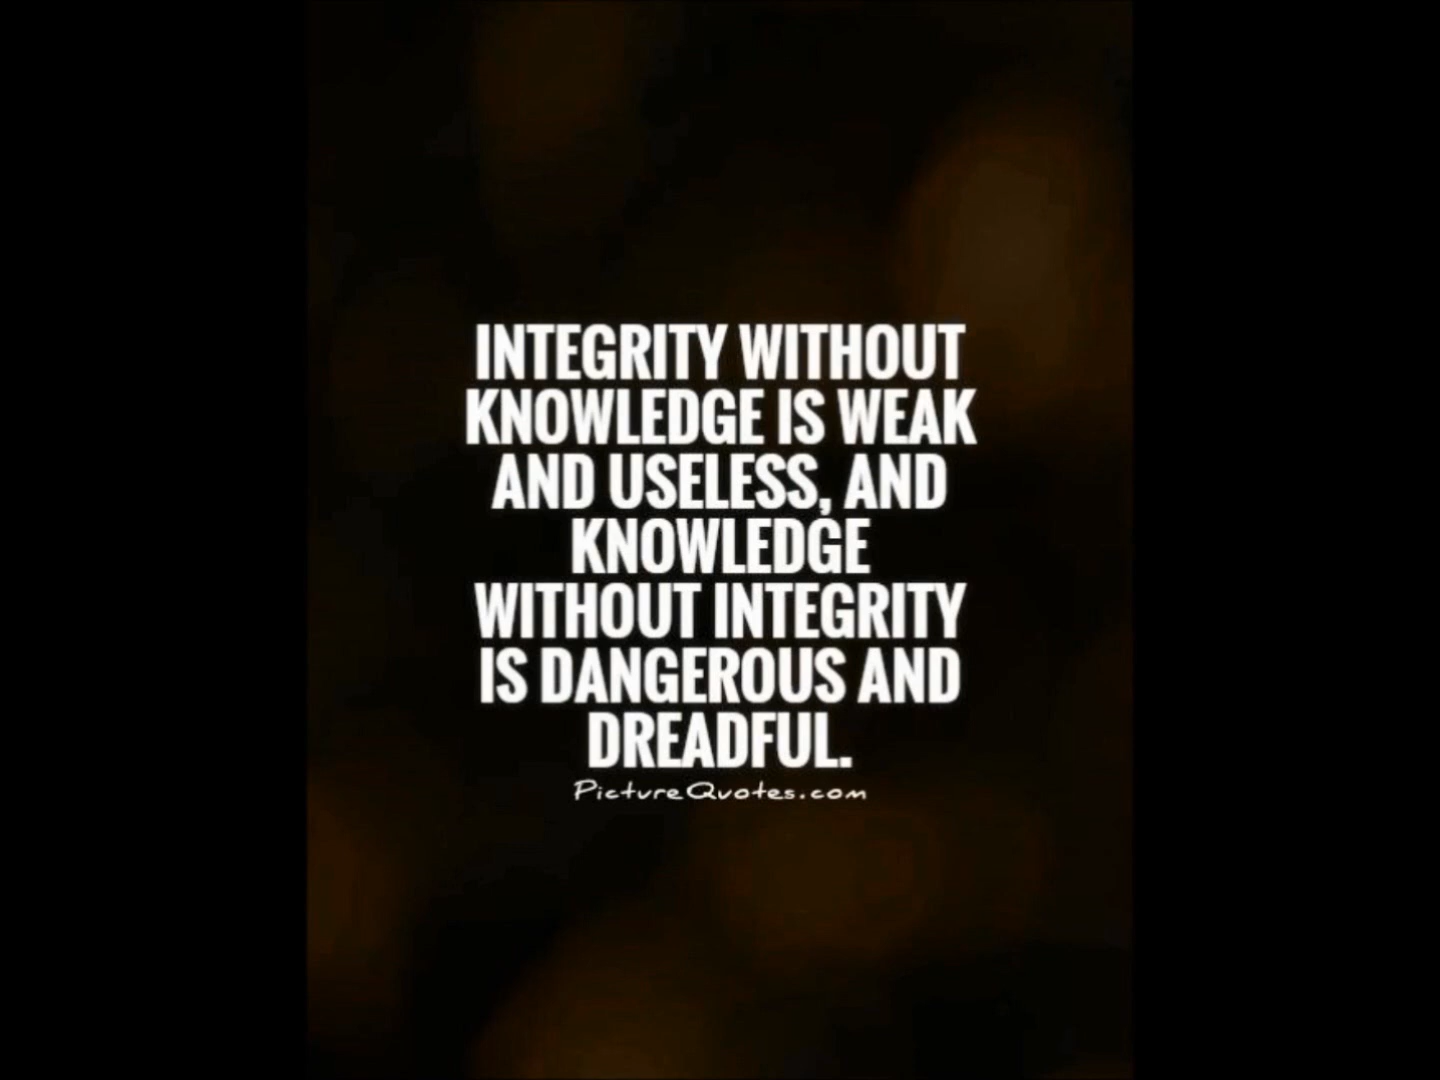 INTEGRITY WITHOUT
KNOWLEDGE IS WEAK
AND USELESS, AND
KNOWLEDGE
WITHOUT INTEGRITY
IS DANGEROUS AND
DREADFUL.
PictureQuotes.com